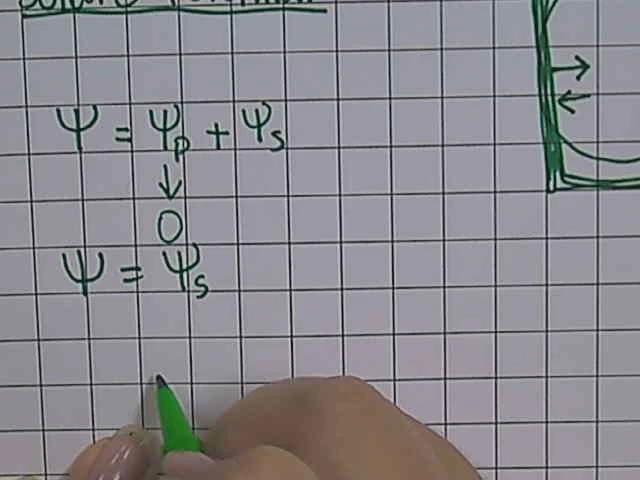 Ψ = Ψp + Ψs
↓
0
Ψ = Ψs